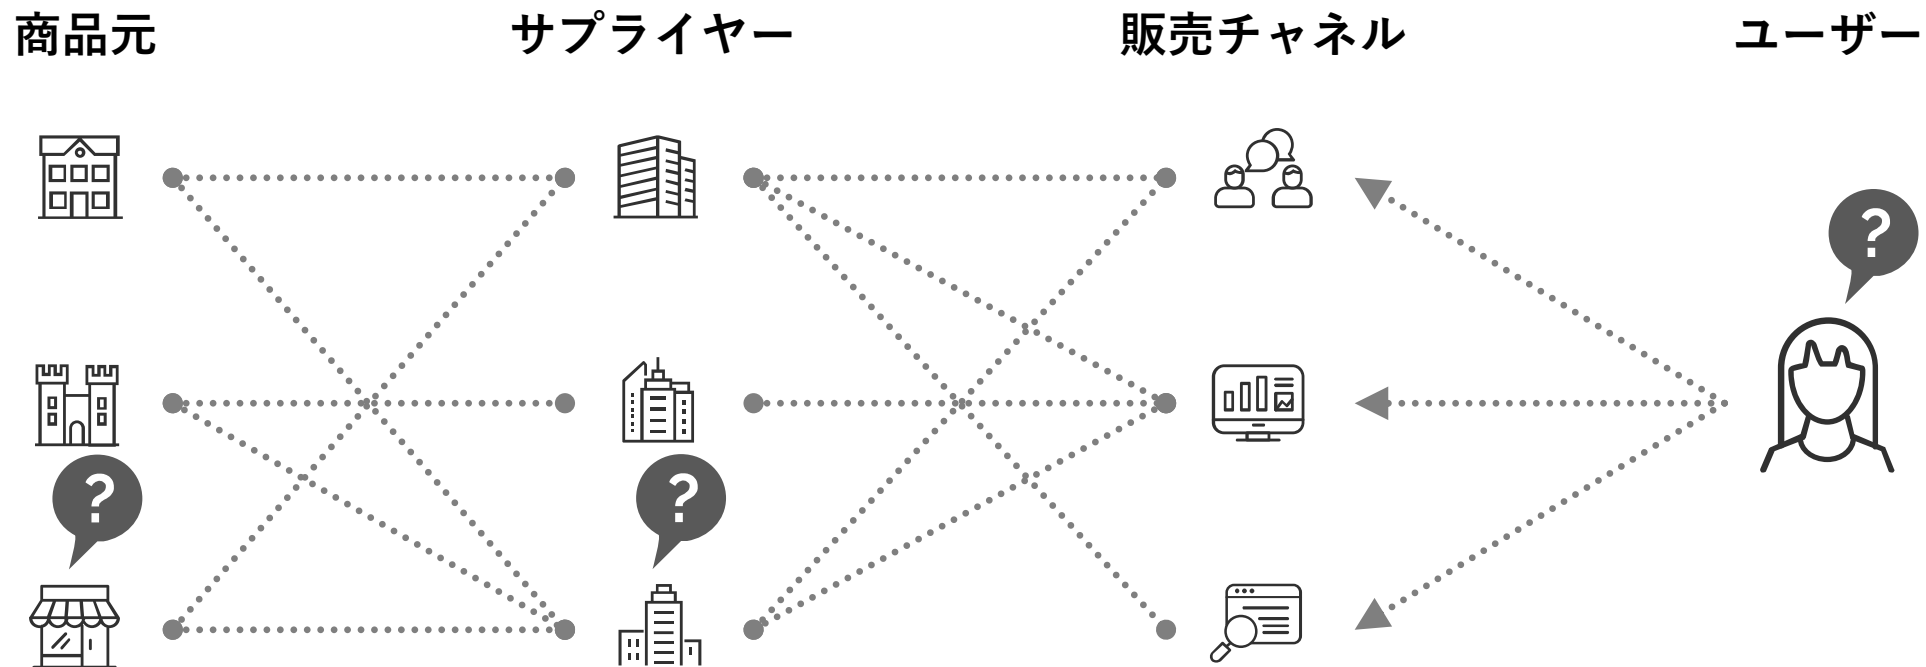 商品元
サプライヤー
販売チャネル
ユーザー
?
?
?